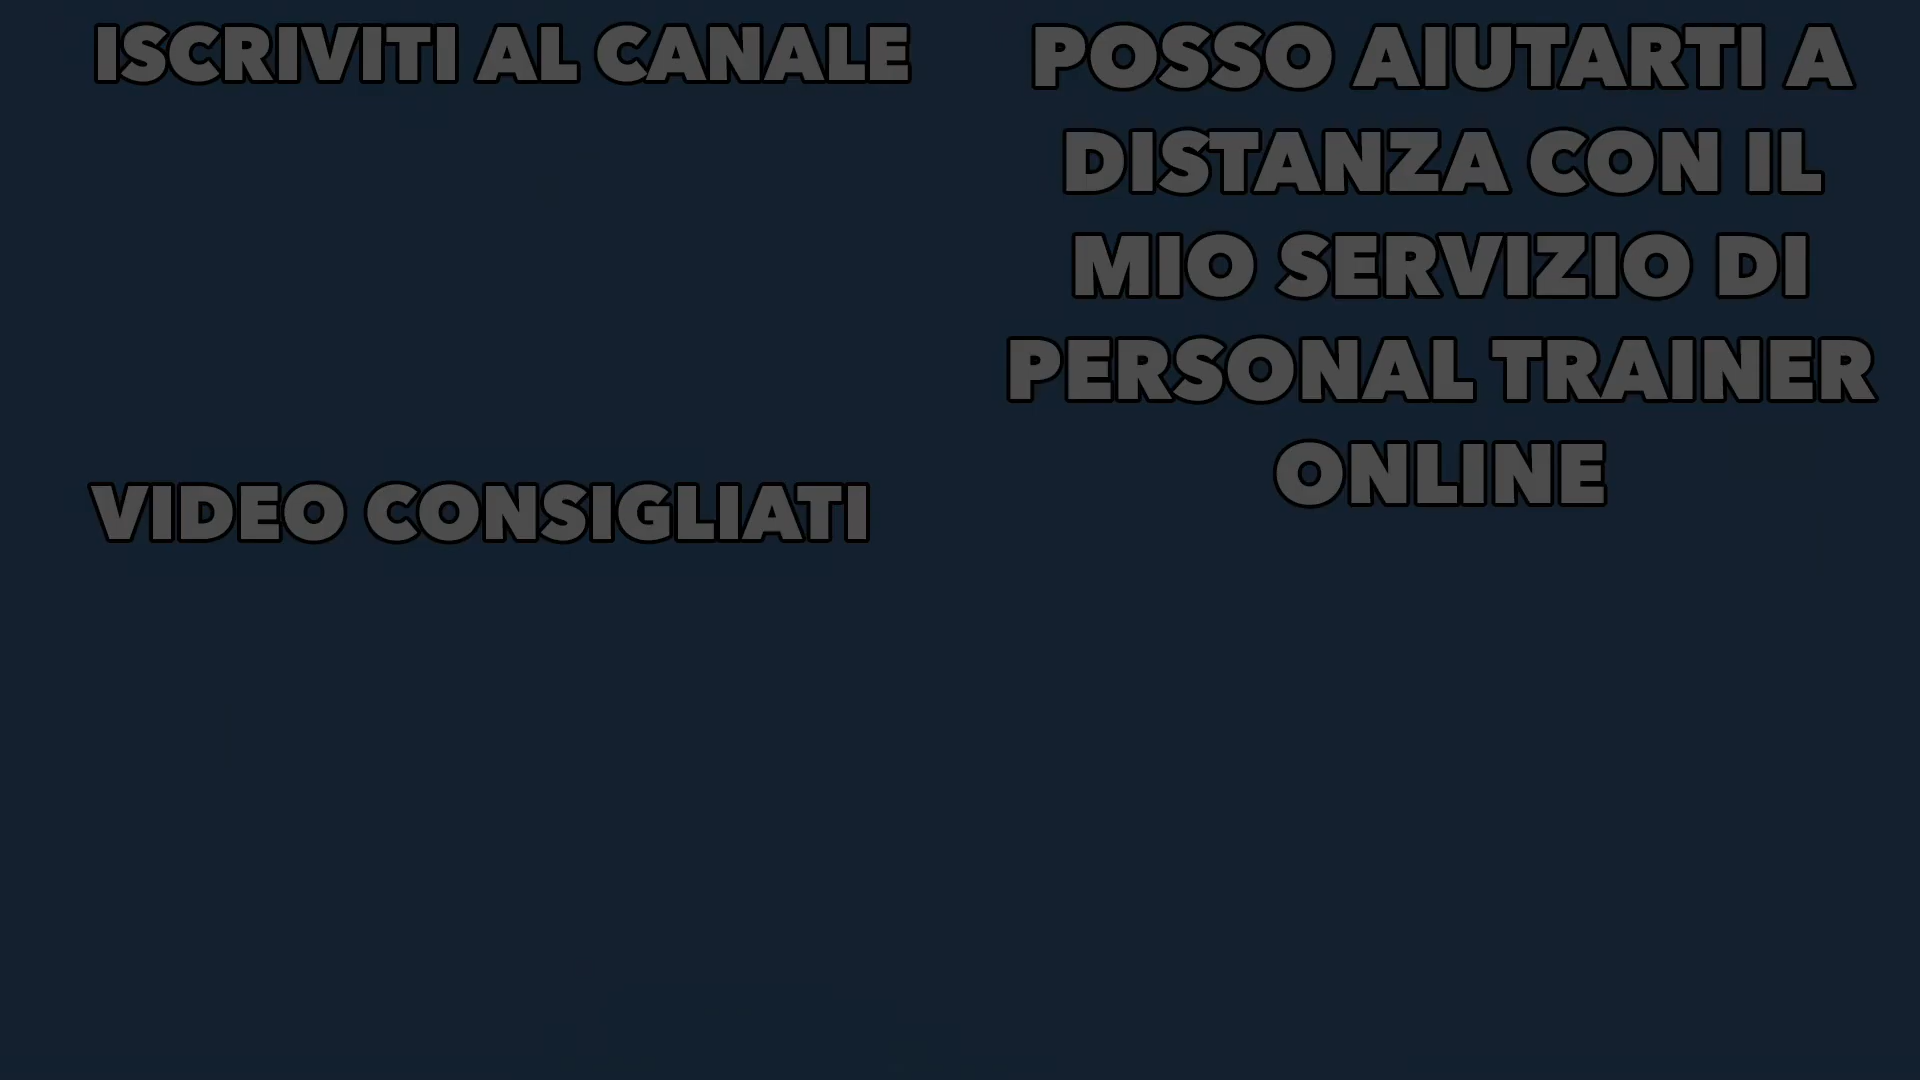 ISCRIVITI AL CANALE
VIDEO CONSIGLIATI
POSSO AIUTARTI A
DISTANZA CON IL
MIO SERVIZIO DI
PERSONAL TRAINER
ONLINE